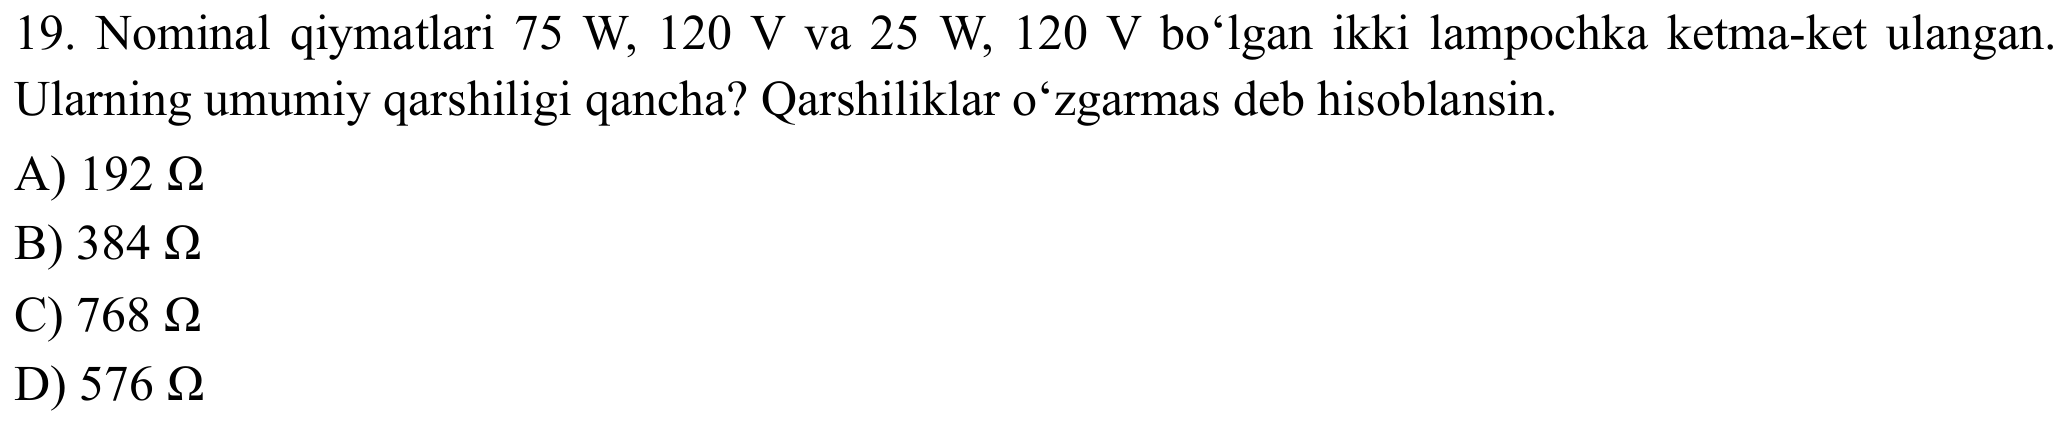 19. Nominal qiymatlari 75 W, 120 V va 25 W, 120 V bo‘lgan ikki lampochka ketma-ket ulangan.
Ularning umumiy qarshiligi qancha? Qarshiliklar o‘zgarmas deb hisoblansin.
A) 192 Ω
B) 384 Ω
C) 768 Ω
D) 576 Ω